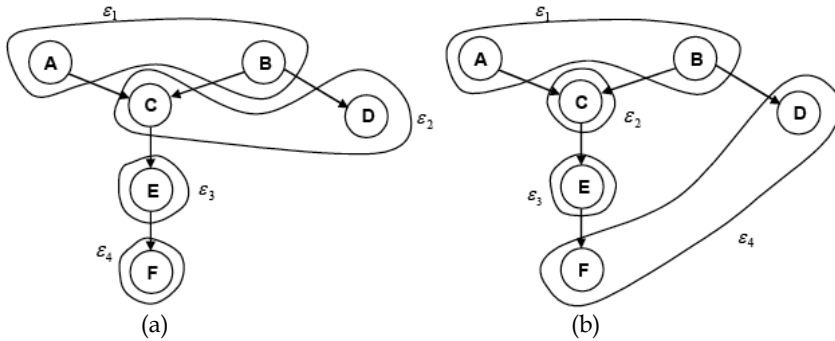 ε₁ ε₁
A B A B
C D C D
ε₂ ε₂
E ε₃ ε₃ E
ε₄ F F ε₄
(a) (b)